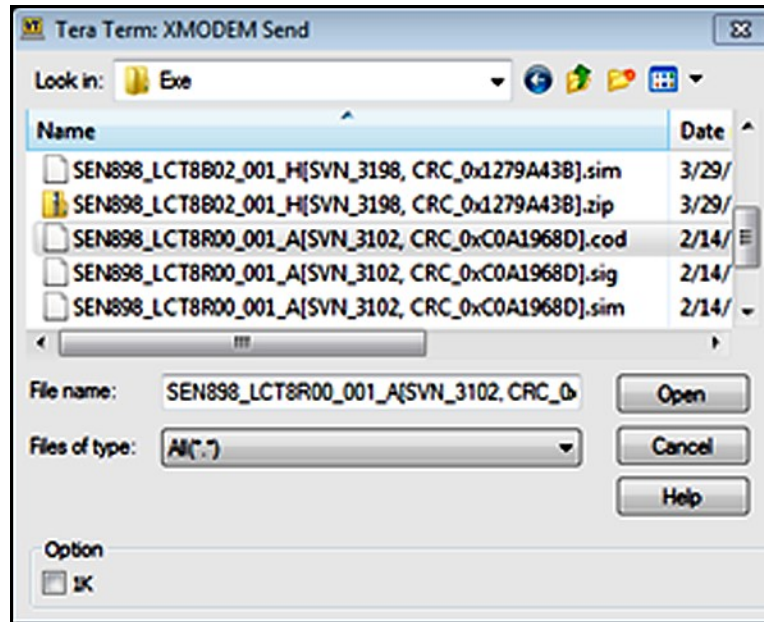 Tera Term: XMODEM Send
Look in: Exe
Name Date
SEN898_LCT8B02_001_H[SVN_3198, CRC_0x1279A43B].sim 3/29/
SEN898_LCT8B02_001_H[SVN_3198, CRC_0x1279A43B].zip 3/29/
SEN898_LCT8R00_001_A[SVN_3102, CRC_0xC0A1968D].cod 2/14/
SEN898_LCT8R00_001_A[SVN_3102, CRC_0xC0A1968D].sig 2/14/
SEN898_LCT8R00_001_A[SVN_3102, CRC_0xC0A1968D].sim 2/14/
File name: SEN898_LCT8R00_001_A[SVN_3102, CRC_0x Open
Files of type: All(*.*) Cancel
Help
Option
1K